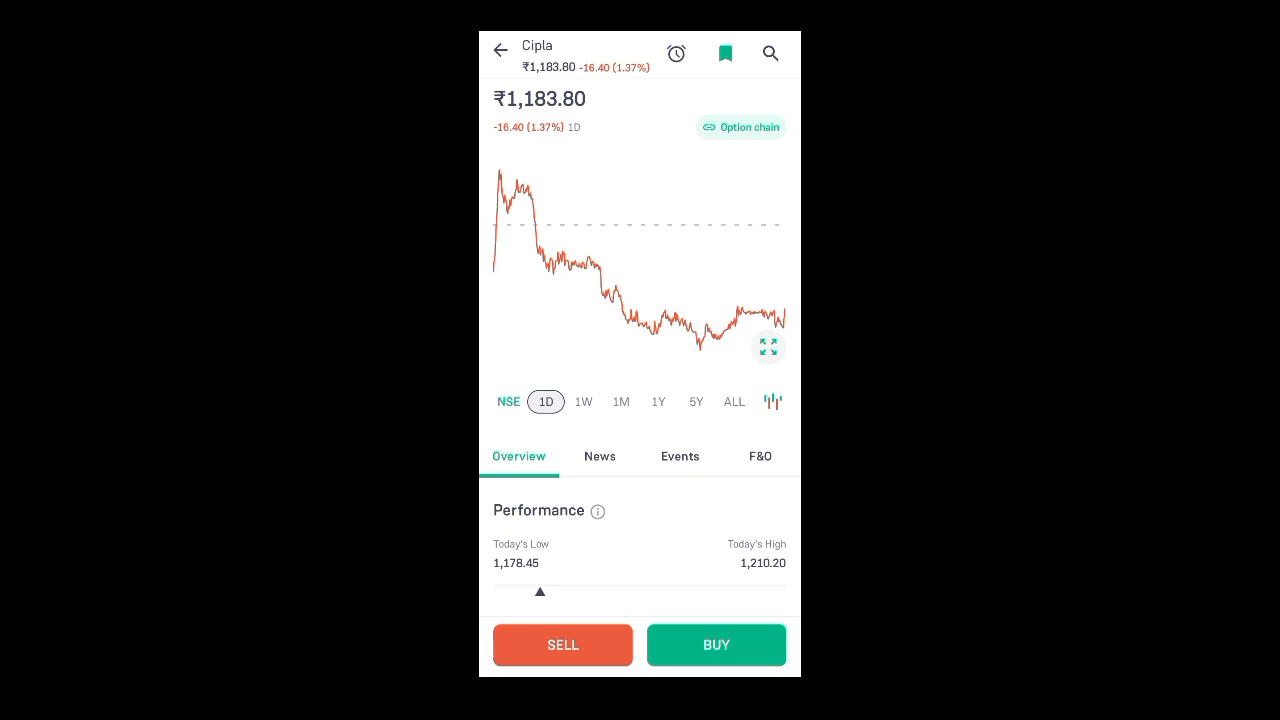 Cipla
₹1,183.80 -16.40 (1.37%)
₹1,183.80
-16.40 (1.37%) 1D
Option chain
NSE 1D 1W 1M 1Y 5Y ALL
Overview News Events F&O
Performance
Today's Low Today's High
1,178.45 1,210.20
SELL BUY